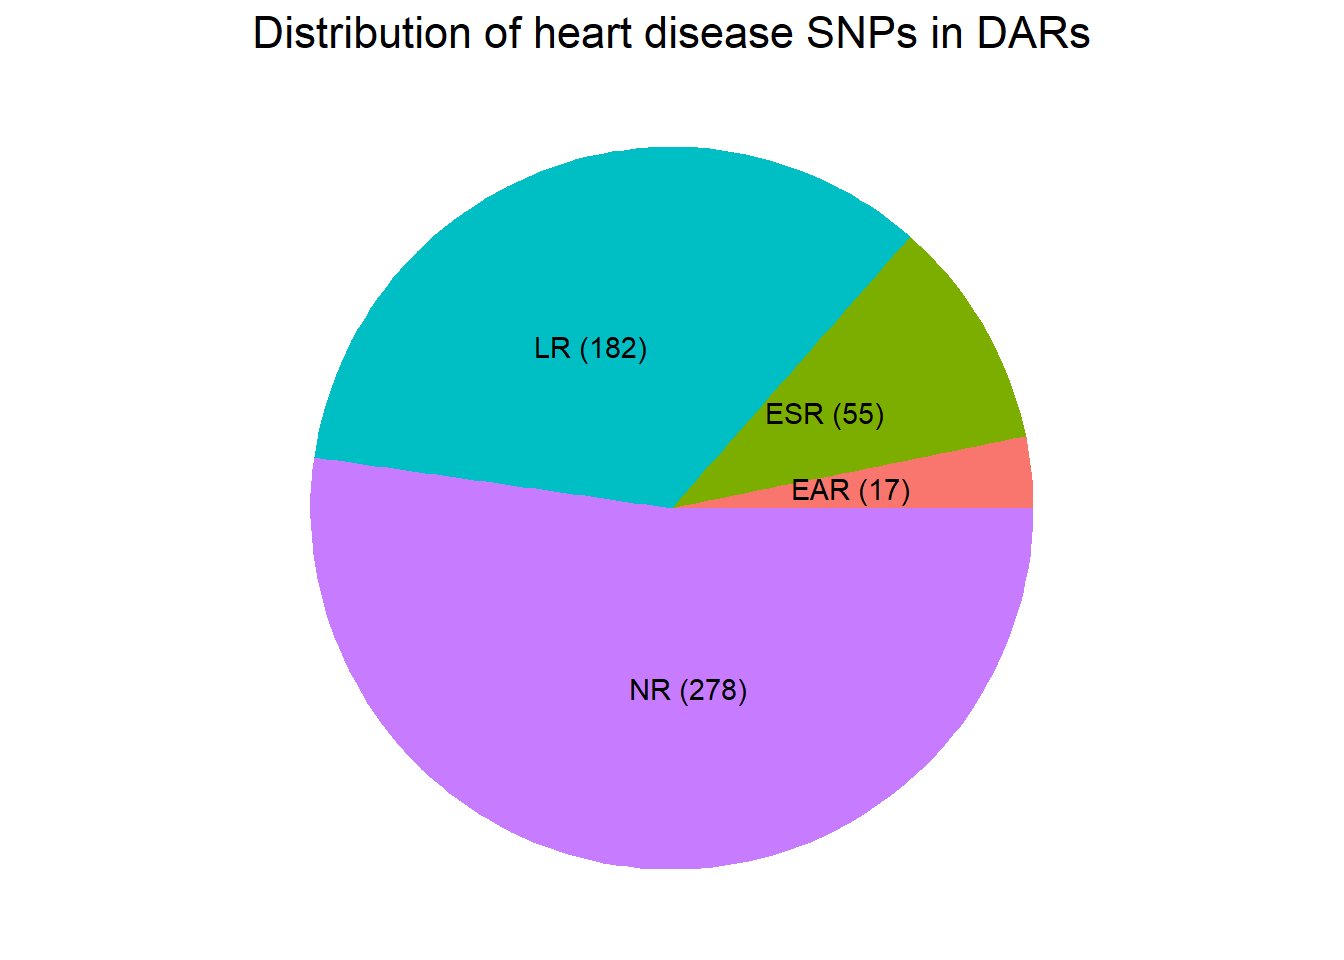 Distribution of heart disease SNPs in DARs
LR (182)
ESR (55)
EAR (17)
NR (278)